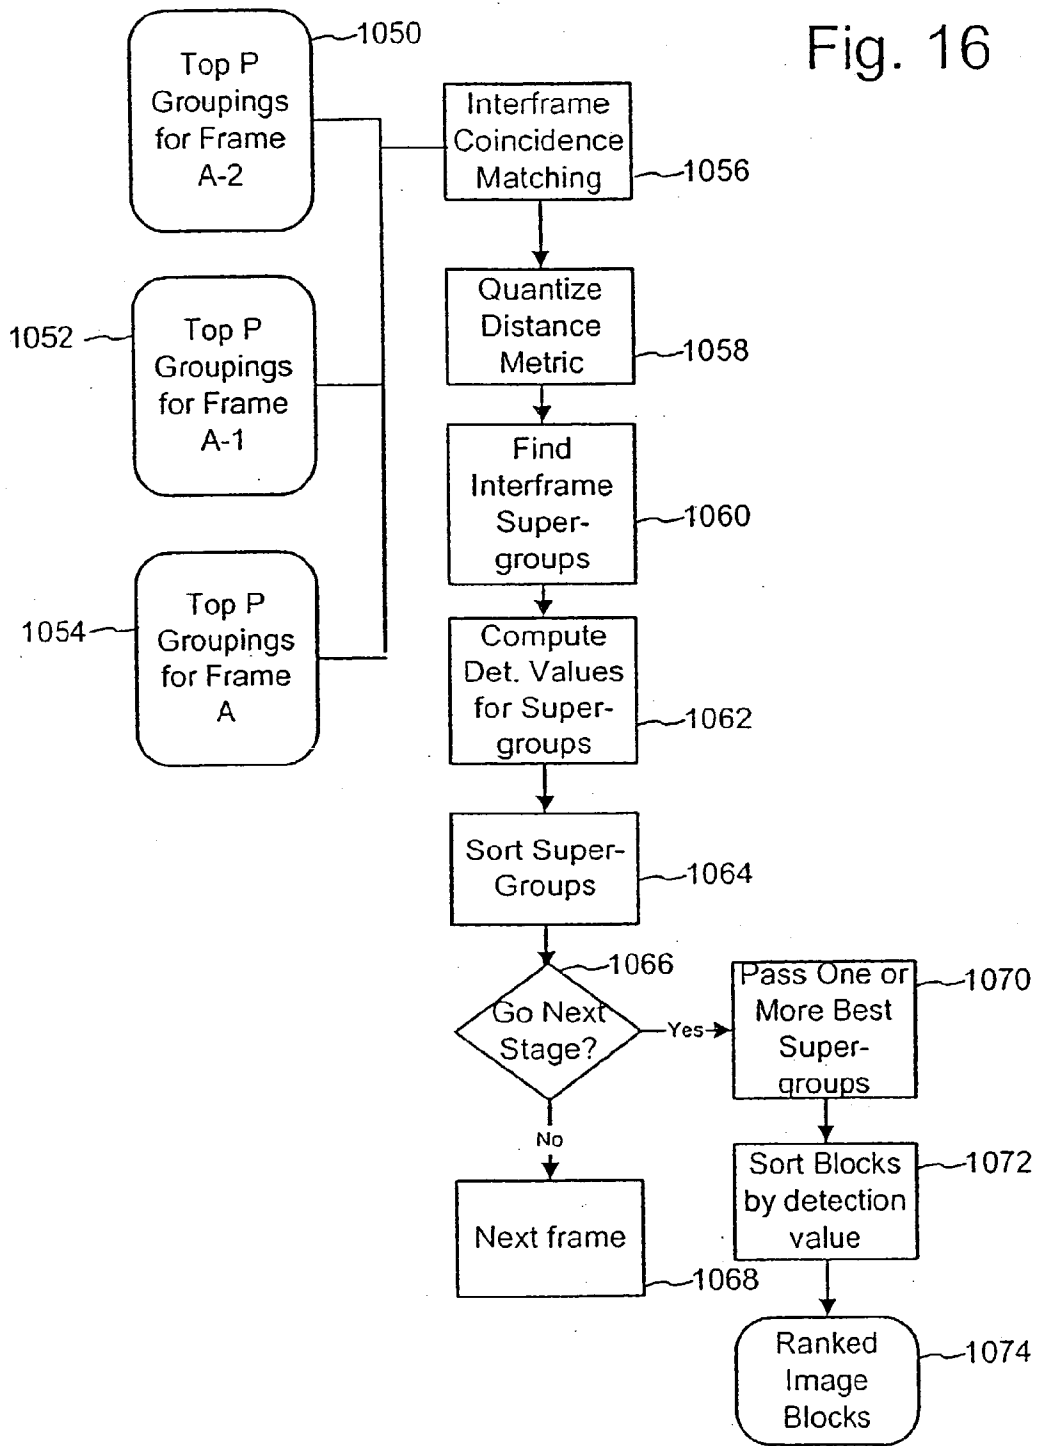 Fig. 16
1050
Top P
Groupings
for Frame
A-2
1052
Top P
Groupings
for Frame
A-1
1054
Top P
Groupings
for Frame
A
Interframe
Coincidence
Matching
1056
Quantize
Distance
Metric
1058
Find
Interframe
Super-
groups
1060
Compute
Det. Values
for Super-
groups
1062
Sort Super-
Groups
1064
1066
Go Next
Stage?
Yes
No
Next frame
1068
Pass One or
More Best
Super-
groups
1070
Sort Blocks
by detection
value
1072
Ranked
Image
Blocks
1074